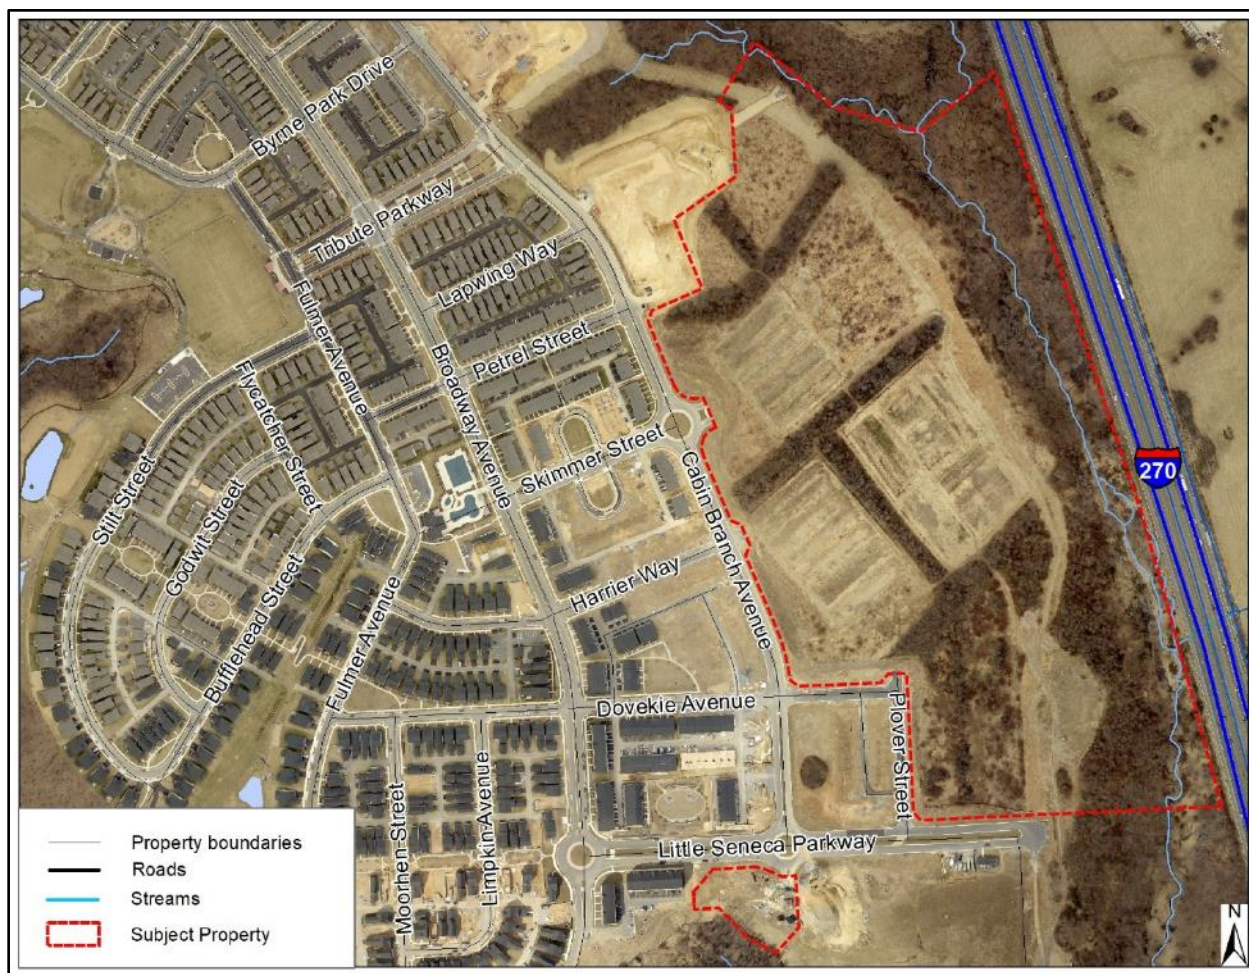 Byrne Park Drive
Tribute Parkway
Lapwing Way
Petrel Street
Fulmer Avenue
Broadway Avenue
Flycatcher Street
Skimmer Street
Cabin Branch Avenue
270
Stilt Street
Godwit Street
Bufflehead Street
Fulmer Avenue
Harrier Way
Dovekie Avenue
Plover Street
Moorhen Street
Limpkin Avenue
Little Seneca Parkway
Property boundaries
Roads
Streams
Subject Property
N